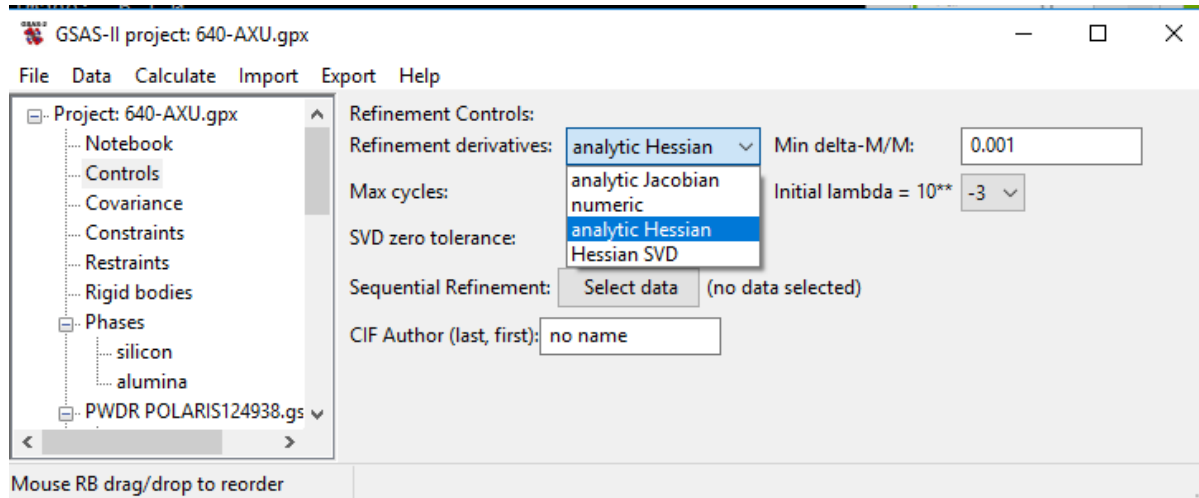 GSAS-II project: 640-AXU.gpx
File Data Calculate Import Export Help
Project: 640-AXU.gpx
Notebook
Controls
Covariance
Constraints
Restraints
Rigid bodies
Phases
silicon
alumina
PWDR POLARIS124938.gs
Refinement Controls:
Refinement derivatives: analytic Hessian Min delta-M/M: 0.001
analytic Jacobian
numeric
analytic Hessian
Hessian SVD
Max cycles: Initial lambda = 10** -3
SVD zero tolerance:
Sequential Refinement: Select data (no data selected)
CIF Author (last, first): no name
Mouse RB drag/drop to reorder